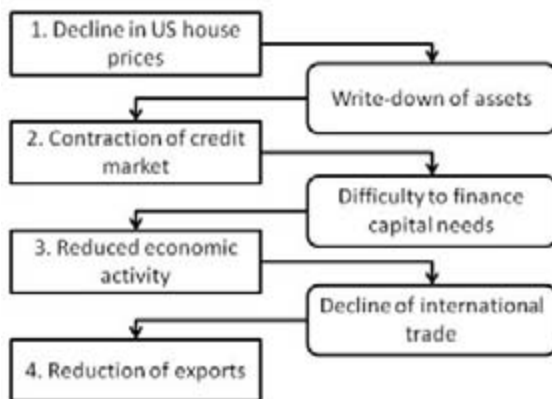 1. Decline in US house
prices
Write-down of assets
2. Contraction of credit
market
Difficulty to finance
capital needs
3. Reduced economic
activity
Decline of international
trade
4. Reduction of exports